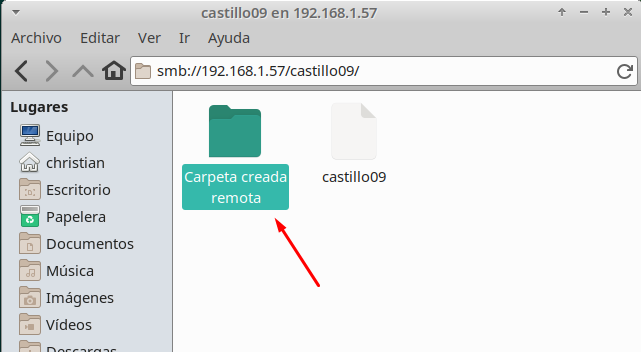 castillo09 en 192.168.1.57
Archivo Editar Ver Ir Ayuda
smb://192.168.1.57/castillo09/
Lugares
Equipo
christian
Escritorio
Papelera
Documentos
Música
Imágenes
Vídeos
Descargas
Carpeta creada
remota
castillo09